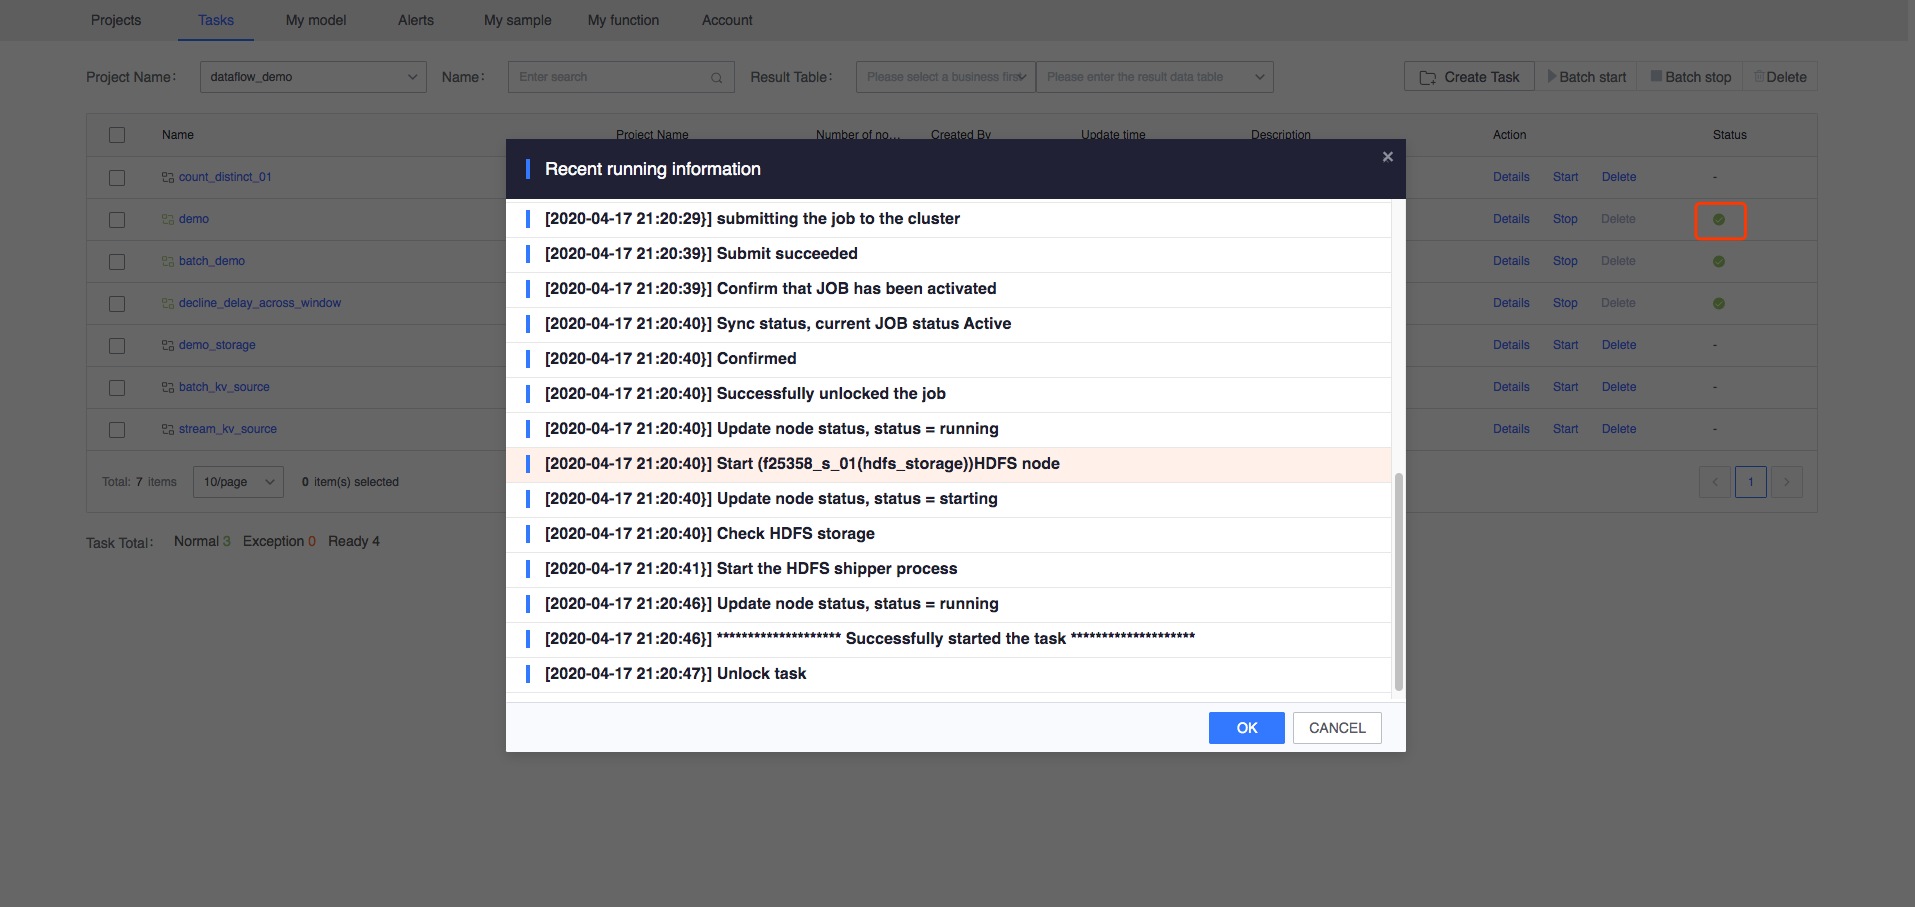 Projects Tasks My model Alerts My sample My function Account
Project Name: dataflow_demo Name: Enter search Result Table: Please select a business first Please enter the result data table Create Task Batch start Batch stop Delete
Name Project Name Number of no... Created By Update time Description Action Status
count_distinct_01 Details Start Delete -
demo Details Stop Delete
batch_demo Details Stop Delete
decline_delay_across_window Details Stop Delete
demo_storage Details Start Delete -
batch_kv_source Details Start Delete -
stream_kv_source Details Start Delete -
Total: 7 items 10/page 0 item(s) selected 1
Task Total: Normal 3 Exception 0 Ready 4
Recent running information
[2020-04-17 21:20:29}] submitting the job to the cluster
[2020-04-17 21:20:39}] Submit succeeded
[2020-04-17 21:20:39}] Confirm that JOB has been activated
[2020-04-17 21:20:40}] Sync status, current JOB status Active
[2020-04-17 21:20:40}] Confirmed
[2020-04-17 21:20:40}] Successfully unlocked the job
[2020-04-17 21:20:40}] Update node status, status = running
[2020-04-17 21:20:40}] Start (f25358_s_01(hdfs_storage))HDFS node
[2020-04-17 21:20:40}] Update node status, status = starting
[2020-04-17 21:20:40}] Check HDFS storage
[2020-04-17 21:20:41}] Start the HDFS shipper process
[2020-04-17 21:20:46}] Update node status, status = running
[2020-04-17 21:20:46}] ******************** Successfully started the task ********************
[2020-04-17 21:20:47}] Unlock task
OK CANCEL